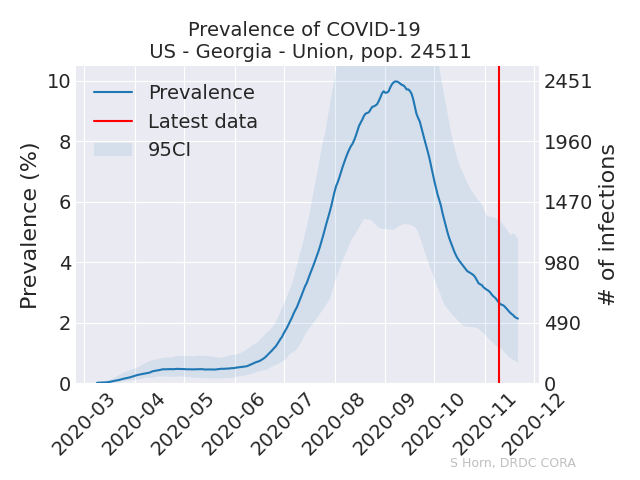 Prevalence of COVID-19
US - Georgia - Union, pop. 24511
Prevalence
Latest data
95CI
Prevalence (%)
10
8
6
4
2
0
2451
1960
1470
980
490
0
# of infections
2020-03
2020-04
2020-05
2020-06
2020-07
2020-08
2020-09
2020-10
2020-11
2020-12
S Horn, DRDC CORA